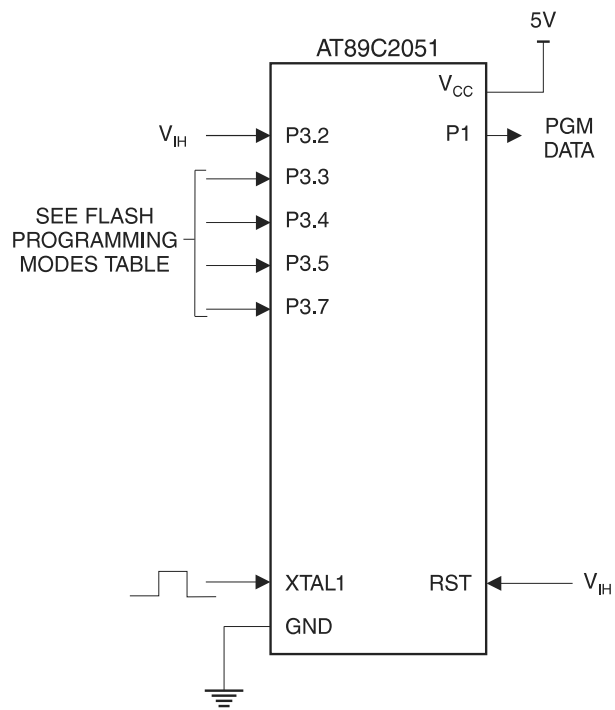 5V
AT89C2051
VCC
VIH P3.2 P1 PGM
DATA
P3.3
SEE FLASH
PROGRAMMING
MODES TABLE
P3.4
P3.5
P3.7
XTAL1 RST VIH
GND